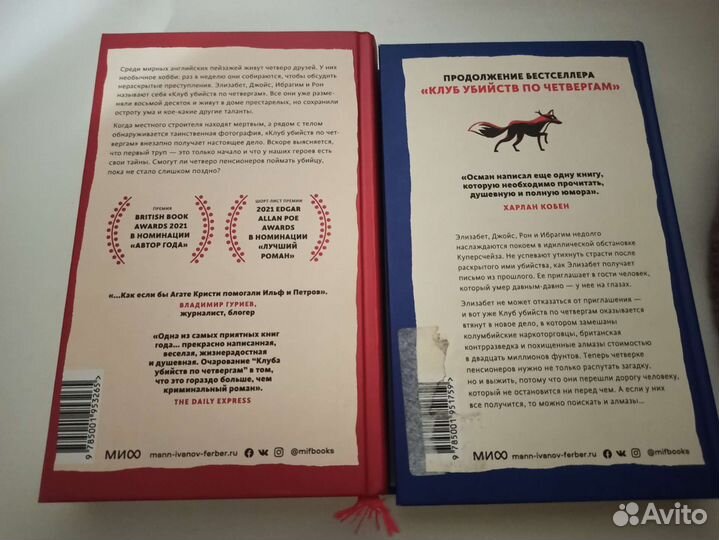 Среди мирных английских пейзажей живут четверо друзей. У них
необычное хобби: раз в неделю они собираются, чтобы обсудить
нераскрытые преступления. Элизабет, Джойс, Ибрагим и Рон
называют себя «Клуб убийств по четвергам». Все они уже разме-
няли восьмой десяток и живут в доме престарелых, но сохранили
остроту ума и кое-какие другие таланты.
Когда местного строителя находят мертвым, а рядом с телом
обнаруживается таинственная фотография, «Клуб убийств по чет-
вергам» внезапно получает настоящее дело. Вскоре выясняется,
что первый труп — это только начало и что у наших героев есть
свои тайны. Смогут ли четверо пенсионеров поймать убийцу,
пока не стало слишком поздно?
ПРЕМИЯ
BRITISH BOOK
AWARDS 2021
В НОМИНАЦИИ
«АВТОР ГОДА»
ШОРТ-ЛИСТ ПРЕМИИ
2021 EDGAR
ALLAN POE
AWARDS
В НОМИНАЦИИ
«ЛУЧШИЙ
РОМАН»
«...Как если бы Агате Кристи помогали Ильф и Петров».
ВЛАДИМИР ГУРИЕВ,
журналист, блогер
«Одна из самых приятных книг
года... прекрасно написанная,
веселая, жизнерадостная
и душевная. Очарование "Клуба
убийств по четвергам" в том,
что это гораздо больше, чем
криминальный роман».
THE DAILY EXPRESS
9 785001 953265
МИФ
mann-ivanov-ferber.ru
@mifbooks
ПРОДОЛЖЕНИЕ БЕСТСЕЛЛЕРА
«КЛУБ УБИЙСТВ ПО ЧЕТВЕРГАМ»
«Осман написал еще одну книгу,
которую необходимо прочитать,
душевную и полную юмора».
ХАРЛАН КОБЕН
Элизабет, Джойс, Рон и Ибрагим недолго
наслаждаются покоем в идиллической обстановке
Куперсчейза. Не успевают утихнуть страсти после
раскрытого ими убийства, как Элизабет получает
письмо из прошлого. Ее приглашает в гости человек,
который умер давным-давно — у нее на глазах.
Элизабет не может отказаться от приглашения —
и вот уже Клуб убийств по четвергам оказывается
втянут в новое дело, в котором замешаны
колумбийские наркоторговцы, британская
контрразведка и похищенные алмазы стоимостью
в двадцать миллионов фунтов. Теперь четверке
пенсионеров нужно не только распутать загадку,
но и выжить, потому что они перешли дорогу человеку,
который не остановится ни перед чем. А если у них
все получится, то можно поискать и алмазы...
9 785001 951759
МИФ
mann-ivanov-ferber.ru
@mifbooks
Avito